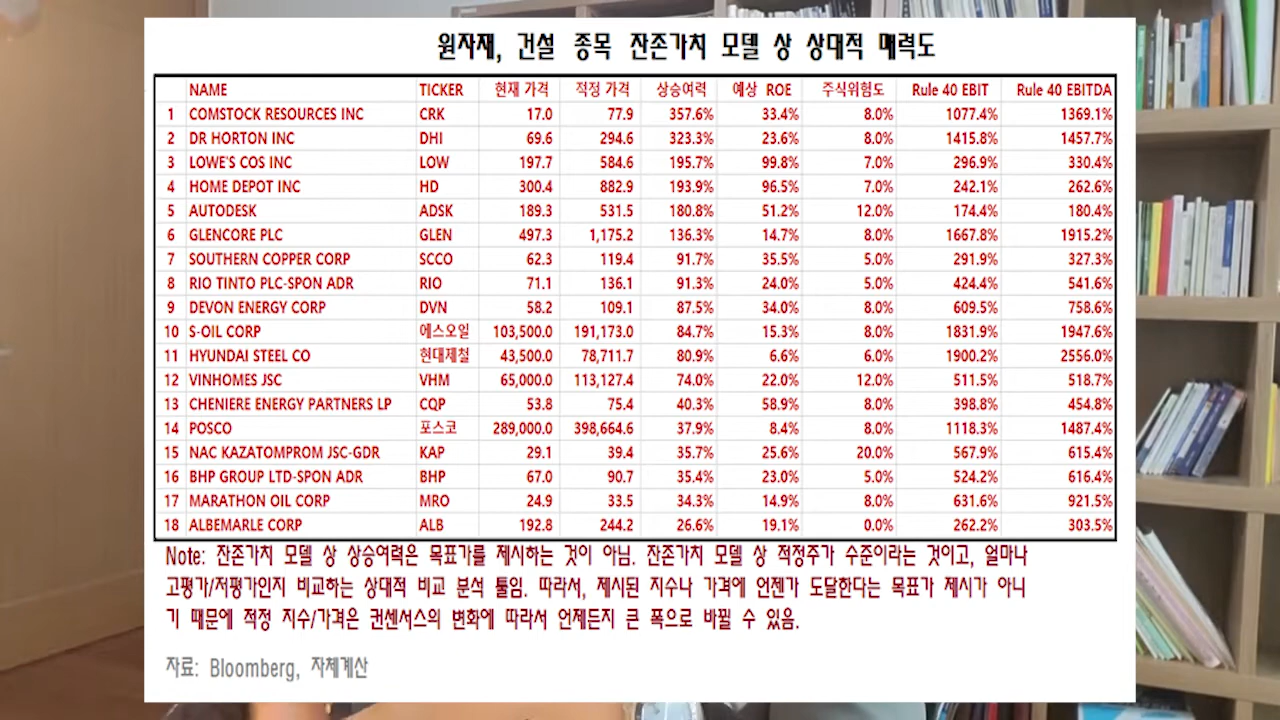 원자재, 건설 종목 잔존가치 모델 상 상대적 매력도
NAME TICKER 현재 가격 적정 가격 상승여력 예상 ROE 주식위험도 Rule 40 EBIT Rule 40 EBITDA
1 COMSTOCK RESOURCES INC CRK 17.0 77.9 357.6% 33.4% 8.0% 1077.4% 1369.1%
2 DR HORTON INC DHI 69.6 294.6 323.3% 23.6% 8.0% 1415.8% 1457.7%
3 LOWE'S COS INC LOW 197.7 584.6 195.7% 99.8% 7.0% 296.9% 330.4%
4 HOME DEPOT INC HD 300.4 882.9 193.9% 96.5% 7.0% 242.1% 262.6%
5 AUTODESK ADSK 189.3 531.5 180.8% 51.2% 12.0% 174.4% 180.4%
6 GLENCORE PLC GLEN 497.3 1,175.2 136.3% 14.7% 8.0% 1667.8% 1915.2%
7 SOUTHERN COPPER CORP SCCO 62.3 119.4 91.7% 35.5% 5.0% 291.9% 327.3%
8 RIO TINTO PLC-SPON ADR RIO 71.1 136.1 91.3% 24.0% 5.0% 424.4% 541.6%
9 DEVON ENERGY CORP DVN 58.2 109.1 87.5% 34.0% 8.0% 609.5% 758.6%
10 S-OIL CORP 에스오일 103,500.0 191,173.0 84.7% 15.3% 8.0% 1831.9% 1947.6%
11 HYUNDAI STEEL CO 현대제철 43,500.0 78,711.7 80.9% 6.6% 6.0% 1900.2% 2556.0%
12 VINHOMES JSC VHM 65,000.0 113,127.4 74.0% 22.0% 12.0% 511.5% 518.7%
13 CHENIERE ENERGY PARTNERS LP CQP 53.8 75.4 40.3% 58.9% 8.0% 398.8% 454.8%
14 POSCO 포스코 289,000.0 398,664.6 37.9% 8.4% 8.0% 1118.3% 1487.4%
15 NAC KAZATOMPROM JSC-GDR KAP 29.1 39.4 35.7% 25.6% 20.0% 567.9% 615.4%
16 BHP GROUP LTD-SPON ADR BHP 67.0 90.7 35.4% 23.0% 5.0% 524.2% 616.4%
17 MARATHON OIL CORP MRO 24.9 33.5 34.3% 14.9% 8.0% 631.6% 921.5%
18 ALBEMARLE CORP ALB 192.8 244.2 26.6% 19.1% 0.0% 262.2% 303.5%
Note: 잔존가치 모델 상 상승여력은 목표가를 제시하는 것이 아님. 잔존가치 모델 상 적정주가 수준이라는 것이고, 얼마나
고평가/저평가인지 비교하는 상대적 비교 분석 툴임. 따라서, 제시된 지수나 가격에 언젠가 도달한다는 목표가 제시가 아니
기 때문에 적정 지수/가격은 컨센서스의 변화에 따라서 언제든지 큰 폭으로 바뀔 수 있음.
자료: Bloomberg, 자체계산